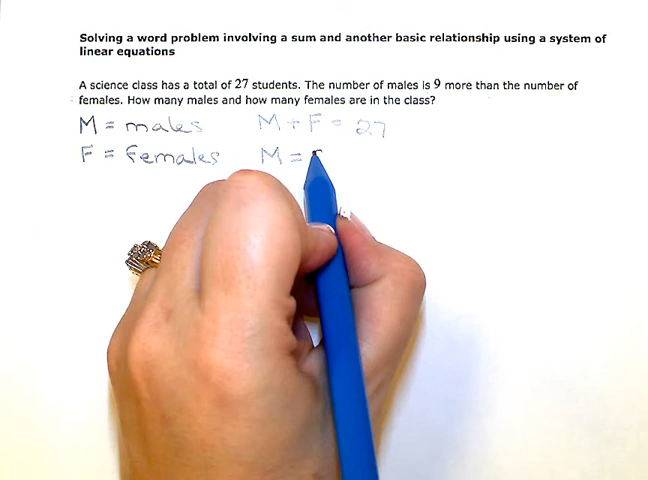 Solving a word problem involving a sum and another basic relationship using a system of
linear equations
A science class has a total of 27 students. The number of males is 9 more than the number of
females. How many males and how many females are in the class?
M = males M + F = 27
F = Females M =